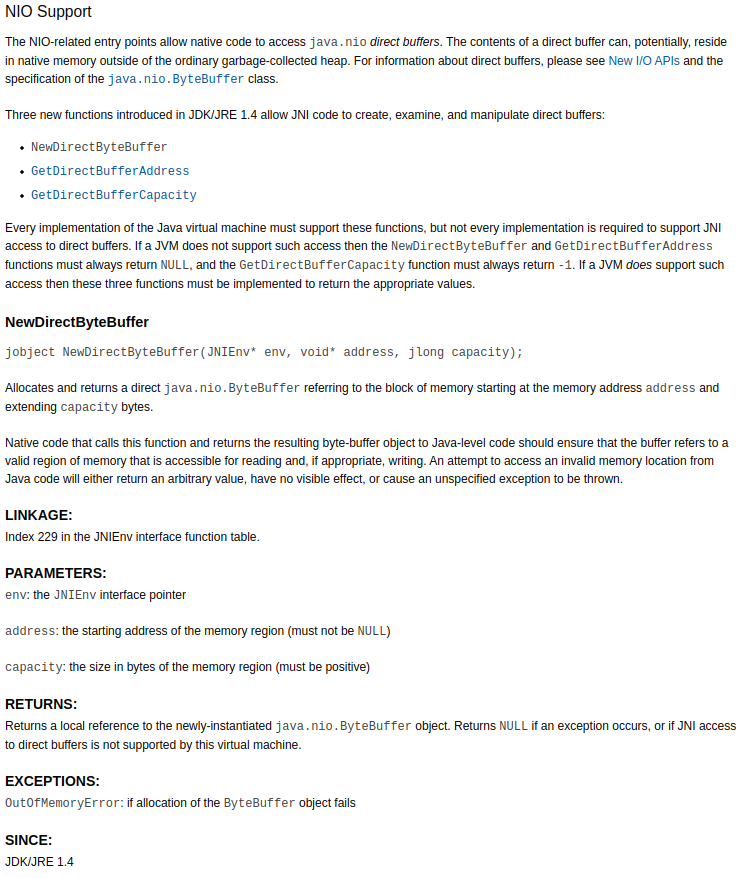 NIO Support
The NIO-related entry points allow native code to access java.nio direct buffers. The contents of a direct buffer can, potentially, reside
in native memory outside of the ordinary garbage-collected heap. For information about direct buffers, please see New I/O APIs and the
specification of the java.nio.ByteBuffer class.
Three new functions introduced in JDK/JRE 1.4 allow JNI code to create, examine, and manipulate direct buffers:
• NewDirectByteBuffer
• GetDirectBufferAddress
• GetDirectBufferCapacity
Every implementation of the Java virtual machine must support these functions, but not every implementation is required to support JNI
access to direct buffers. If a JVM does not support such access then the NewDirectByteBuffer and GetDirectBufferAddress
functions must always return NULL, and the GetDirectBufferCapacity function must always return -1. If a JVM does support such
access then these three functions must be implemented to return the appropriate values.
NewDirectByteBuffer
jobject NewDirectByteBuffer(JNIEnv* env, void* address, jlong capacity);
Allocates and returns a direct java.nio.ByteBuffer referring to the block of memory starting at the memory address address and
extending capacity bytes.
Native code that calls this function and returns the resulting byte-buffer object to Java-level code should ensure that the buffer refers to a
valid region of memory that is accessible for reading and, if appropriate, writing. An attempt to access an invalid memory location from
Java code will either return an arbitrary value, have no visible effect, or cause an unspecified exception to be thrown.
LINKAGE:
Index 229 in the JNIEnv interface function table.
PARAMETERS:
env: the JNIEnv interface pointer
address: the starting address of the memory region (must not be NULL)
capacity: the size in bytes of the memory region (must be positive)
RETURNS:
Returns a local reference to the newly-instantiated java.nio.ByteBuffer object. Returns NULL if an exception occurs, or if JNI access
to direct buffers is not supported by this virtual machine.
EXCEPTIONS:
OutOfMemoryError: if allocation of the ByteBuffer object fails
SINCE:
JDK/JRE 1.4